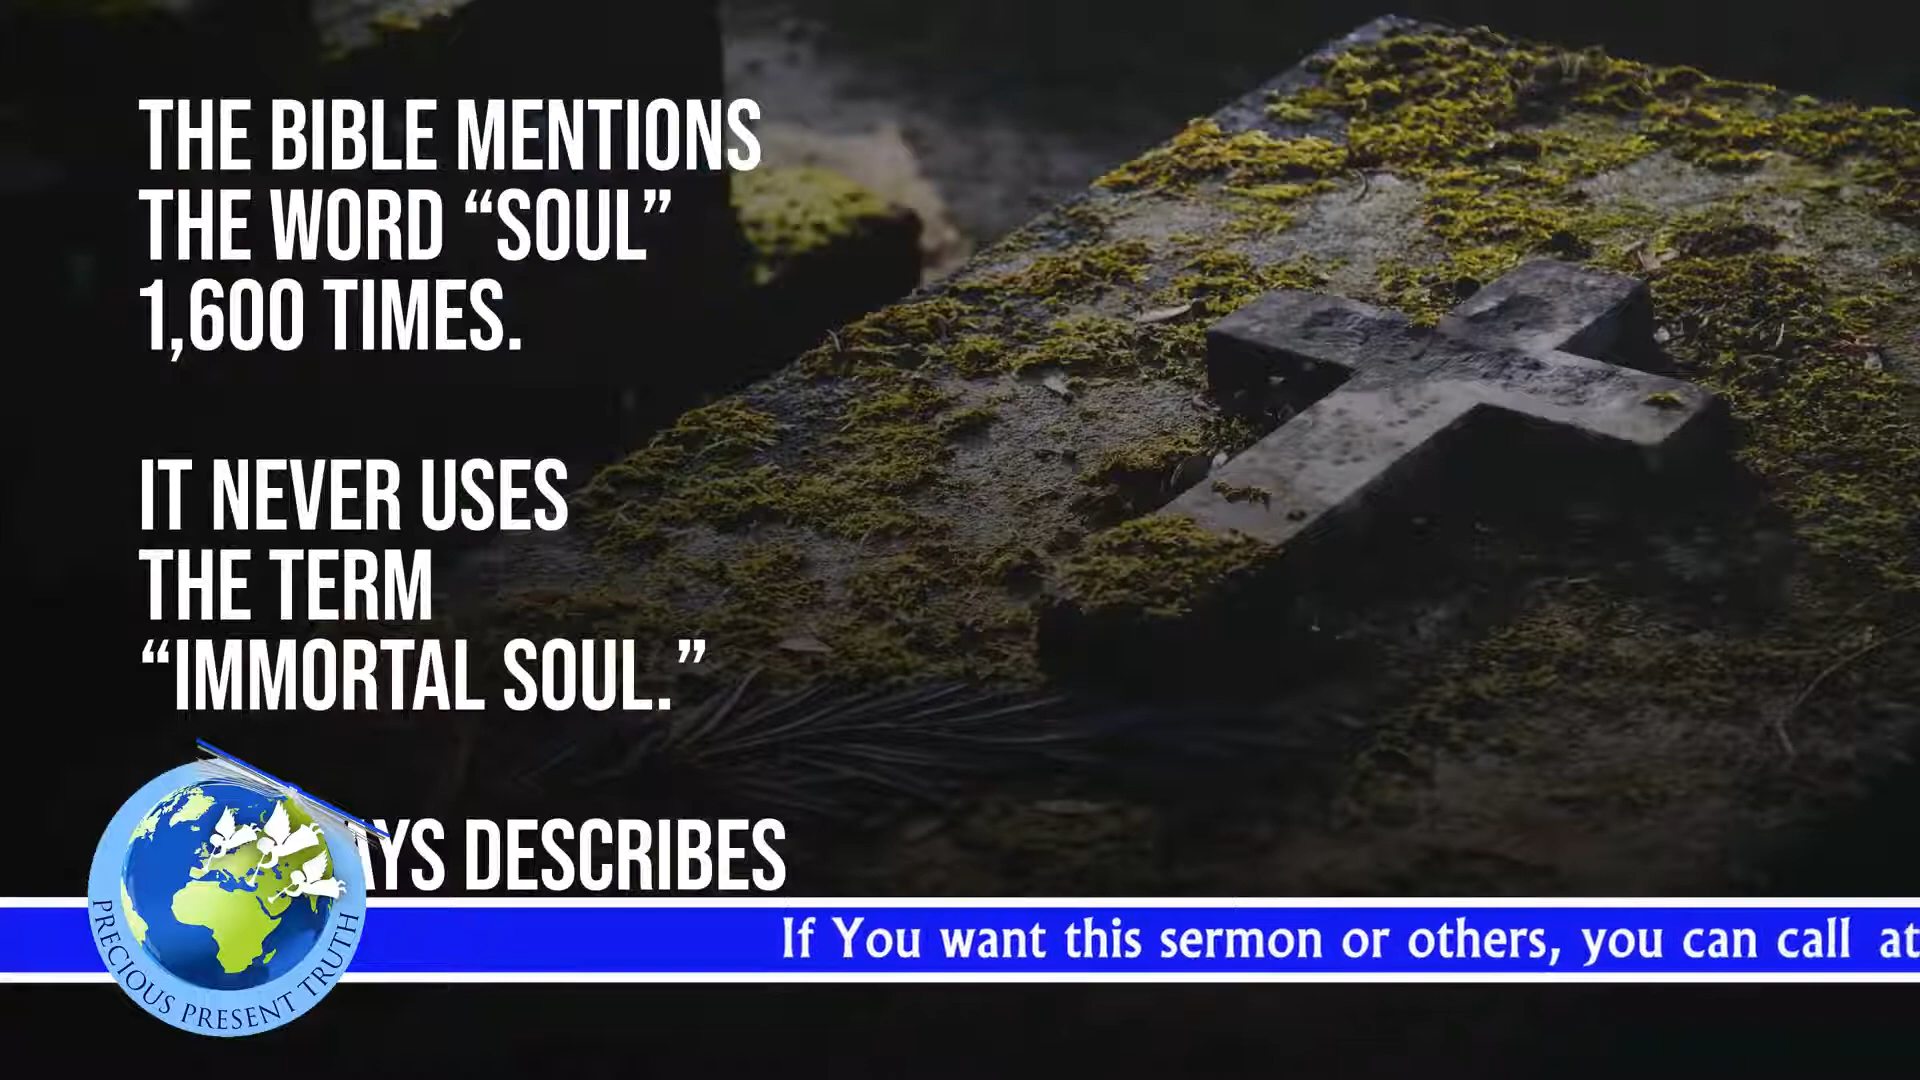 THE BIBLE MENTIONS
THE WORD “SOUL”
1,600 TIMES.
IT NEVER USES
THE TERM
“IMMORTAL SOUL.”
DESCRIBES
If You want this sermon or others, you can call at
PRECIOUS PRESENT TRUTH